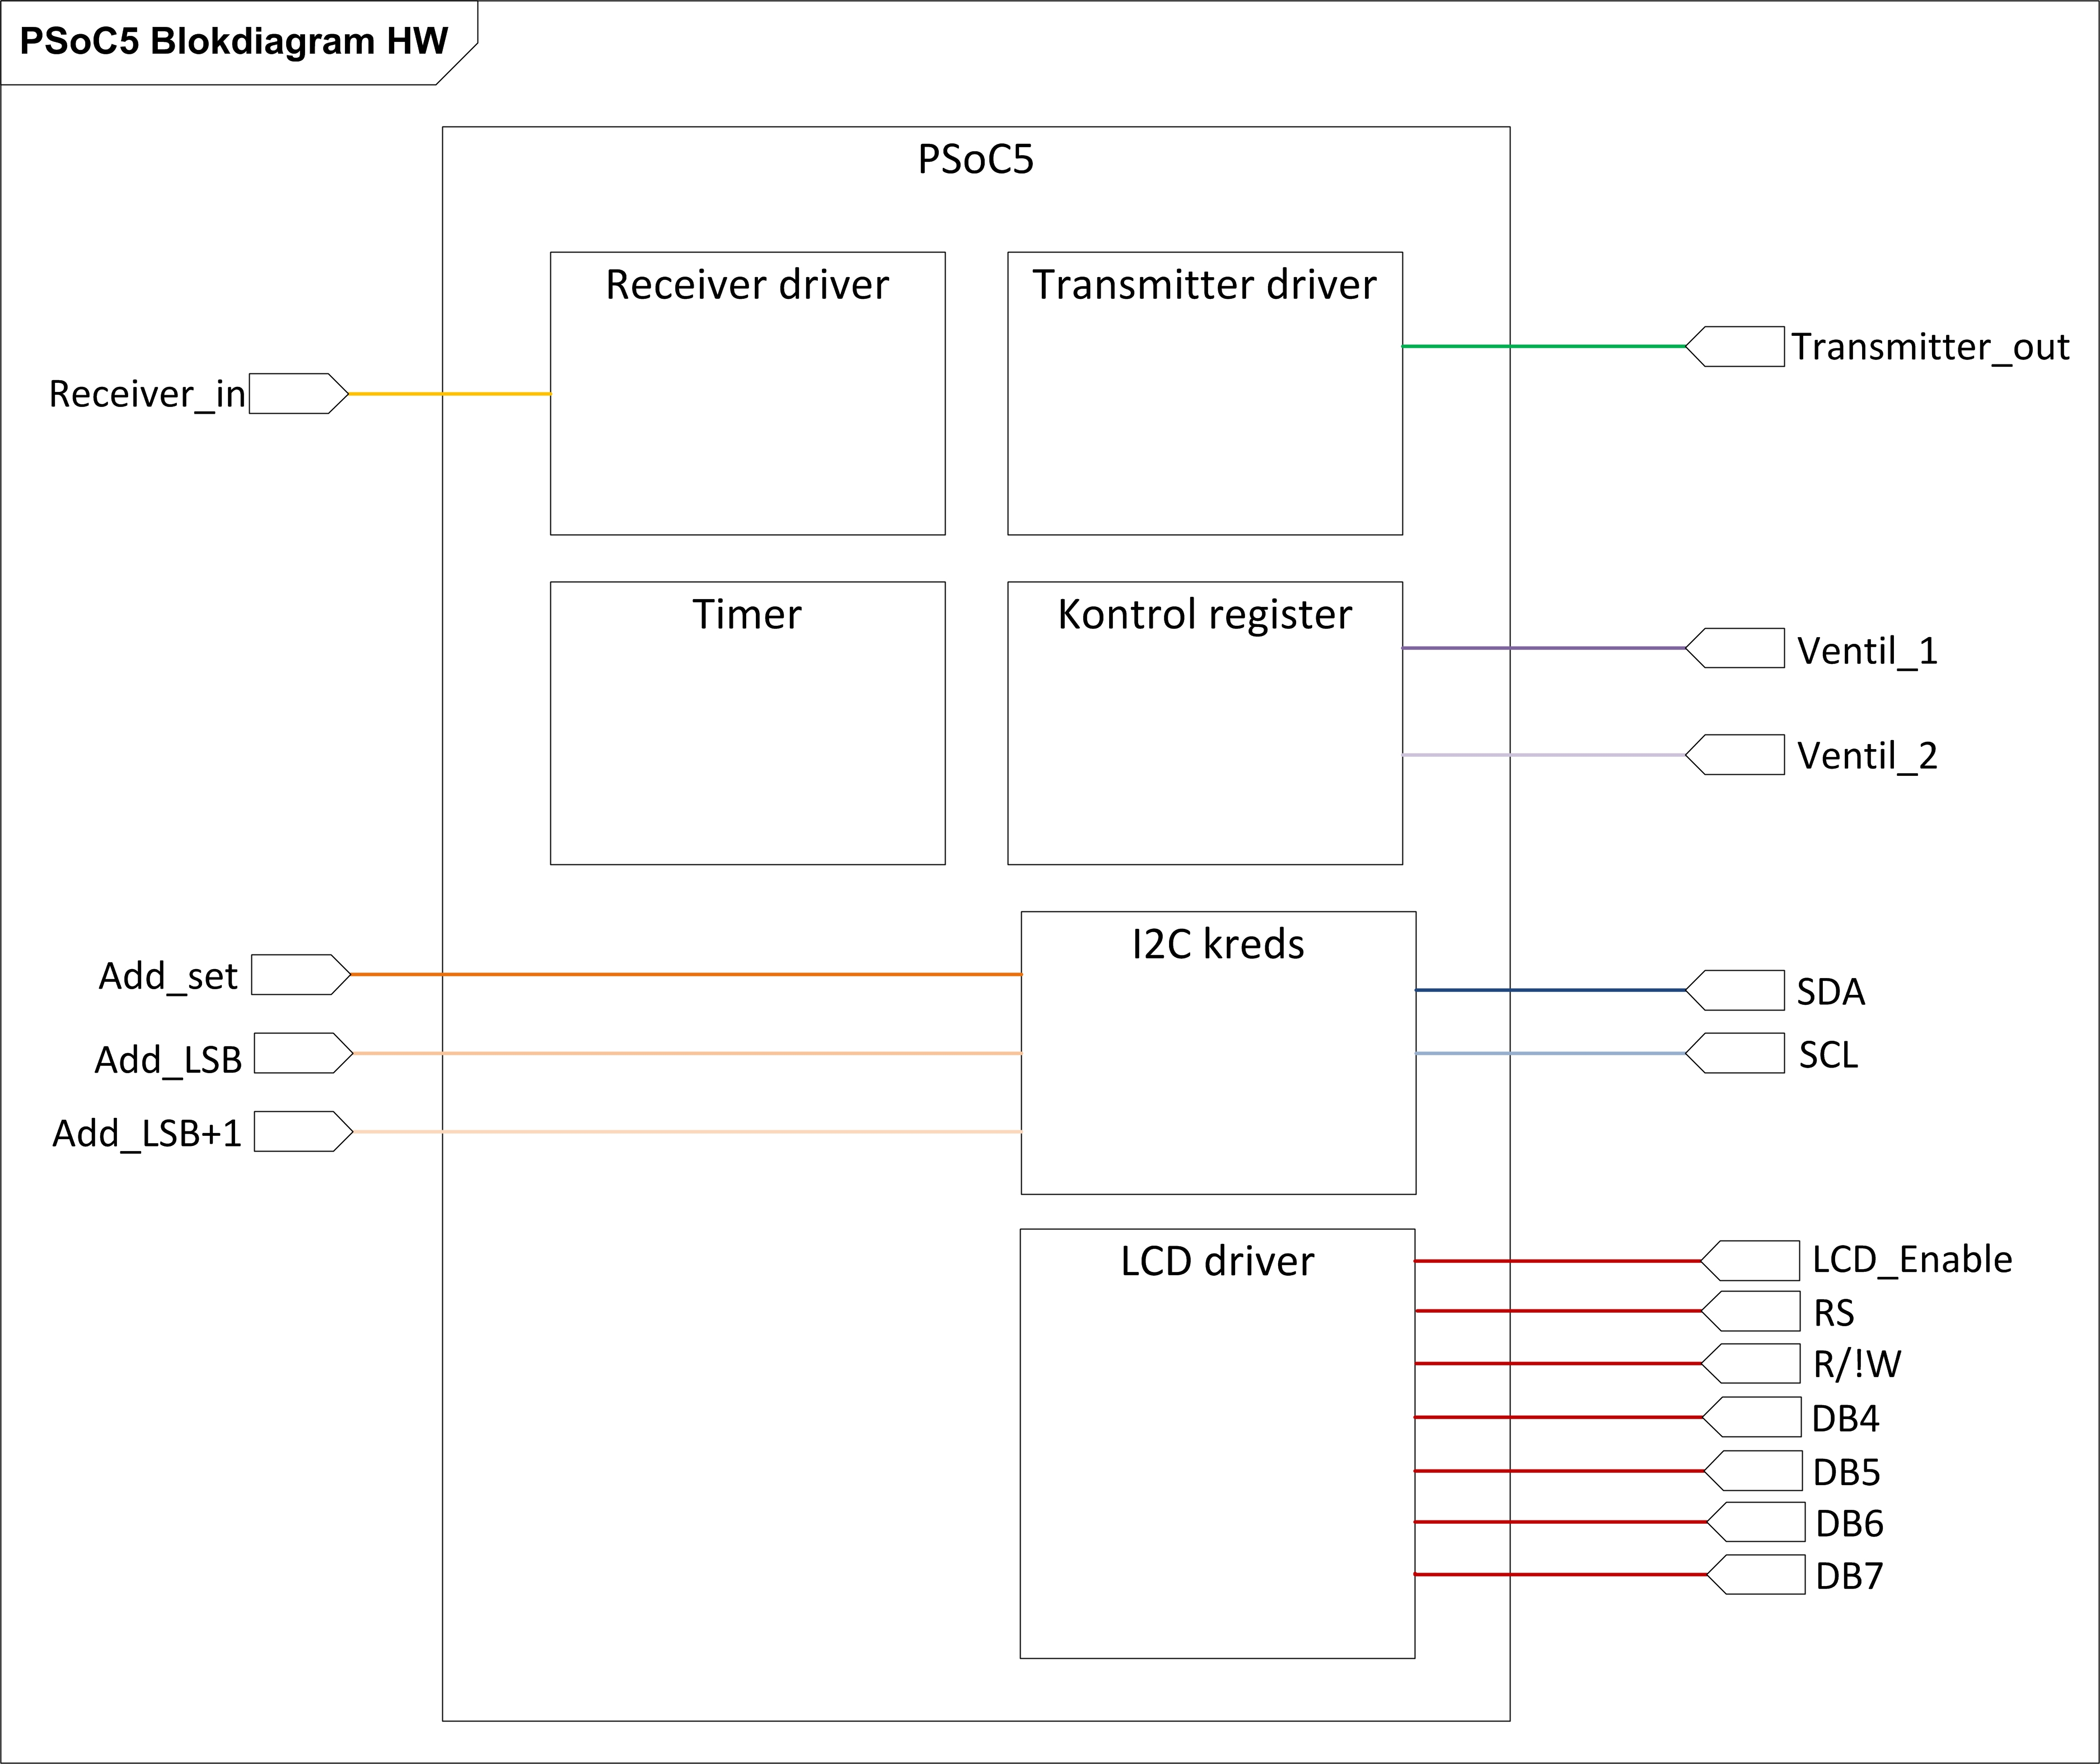 PSoC5 Blokdiagram HW
PSoC5
Receiver driver
Transmitter driver
Transmitter_out
Receiver_in
Timer
Kontrol register
Ventil_1
Ventil_2
I2C kreds
Add_set
SDA
Add_LSB
SCL
Add_LSB+1
LCD driver
LCD_Enable
RS
R/!W
DB4
DB5
DB6
DB7